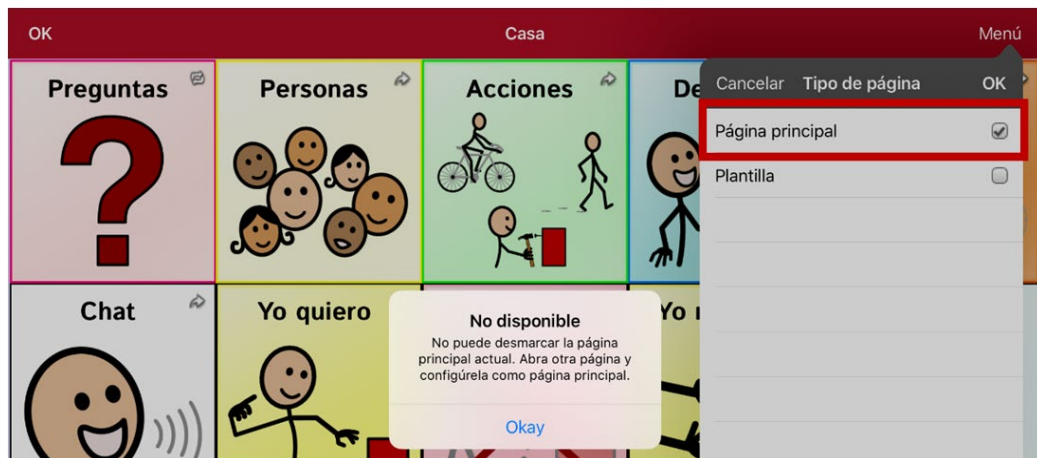 OK Casa Menú
Preguntas Personas Acciones De
Cancelar Tipo de página OK
Página principal
Plantilla
Chat Yo quiero Yo
No disponible
No puede desmarcar la página
principal actual. Abra otra página y
configúrela como página principal.
Okay